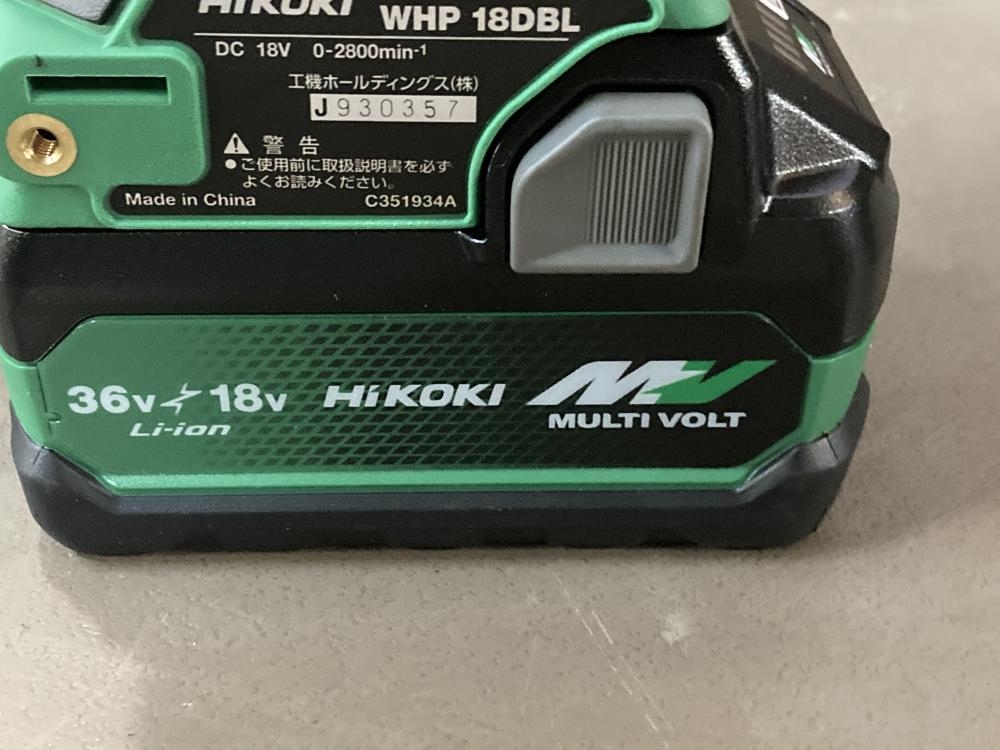 HiKOKI WHP 18DBL
DC 18V 0-2800min-1
工機ホールディングス(株)
J930357
警告
●ご使用前に取扱説明書を必ず
よくお読みください。
Made in China C351934A
36V 18V HiKOKI MV
Li-ion MULTI VOLT